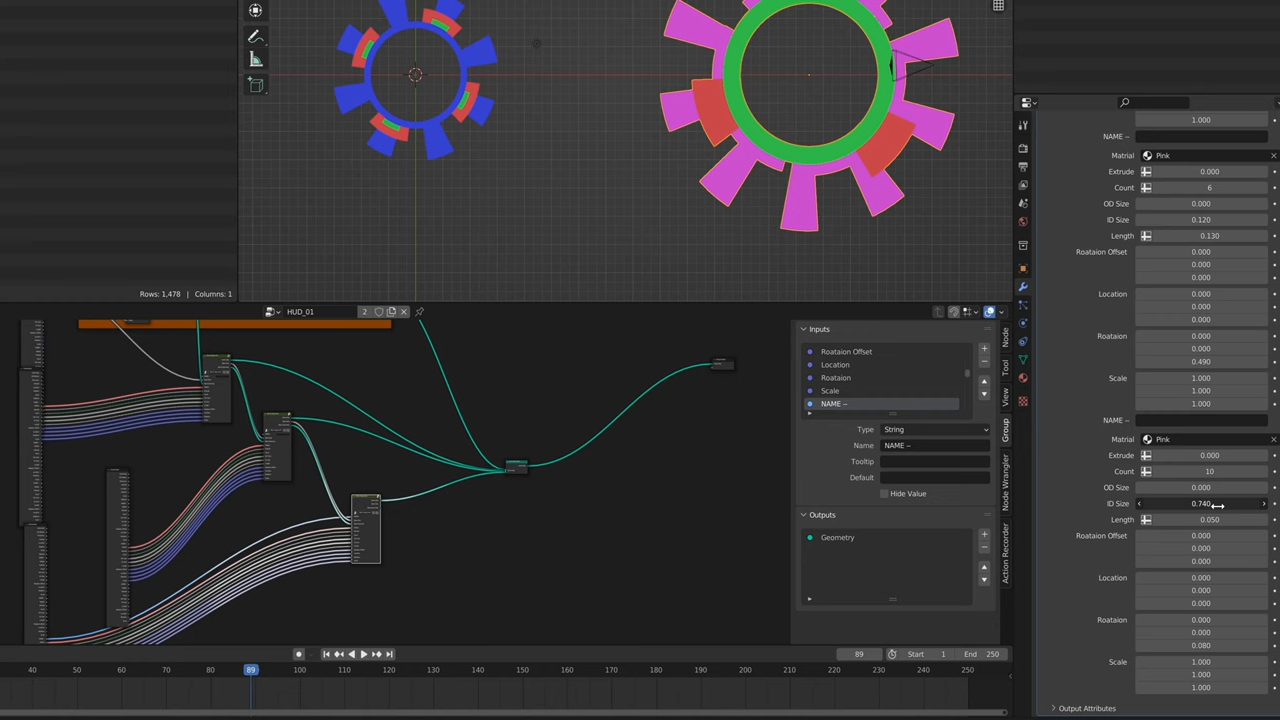 Rows: 1,478 | Columns: 1
HUD_01
2
Inputs
Roataion Offset
Location
Roataion
Scale
NAME --
Type String
Name NAME --
Tooltip
Default
Hide Value
Outputs
Geometry
Node
Tool
View
Group
Node Wrangler
Action Recorder
89
Start 1
End 250
40 50 60 70 80 89 100 110 120 130 140 150 160 170 180 190 200 210 220 230 240 250
1.000
NAME --
Matrial Pink
Extrude 0.000
Count 6
OD Size 0.000
ID Size 0.120
Length 0.130
Roataion Offset 0.000
0.000
0.000
Location 0.000
0.000
0.000
Roataion 0.000
0.000
0.490
Scale 1.000
1.000
1.000
NAME --
Matrial Pink
Extrude 0.000
Count 10
OD Size 0.000
ID Size 0.740
Length 0.050
Roataion Offset 0.000
0.000
0.000
Location 0.000
0.000
0.000
Roataion 0.000
0.000
0.080
Scale 1.000
1.000
1.000
Output Attributes